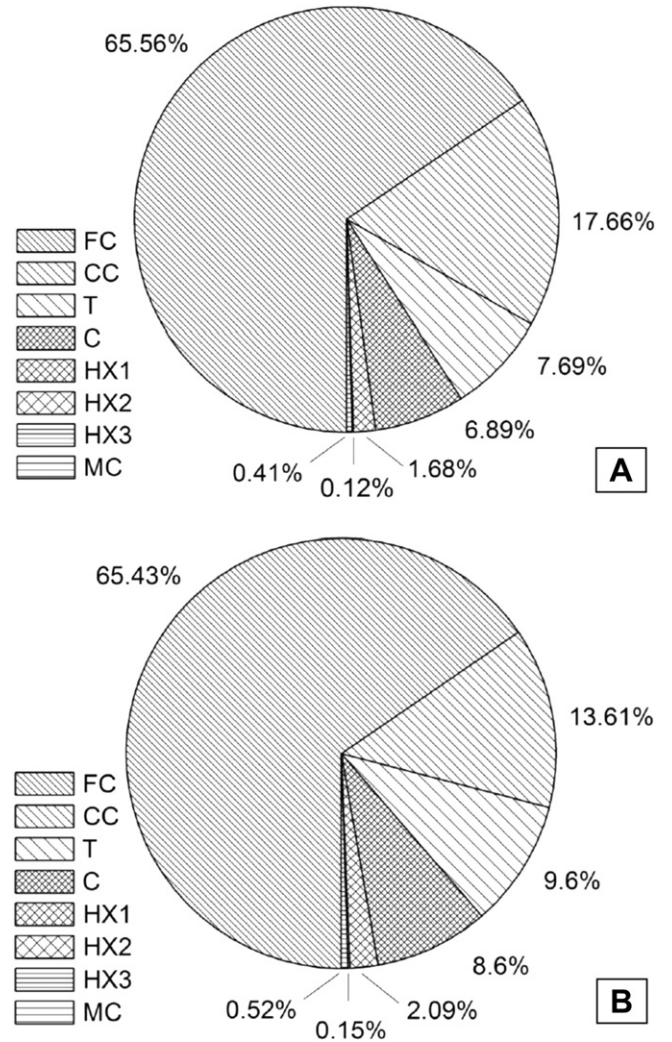 65.56%
17.66%
FC
CC
T
C
HX1
HX2
HX3
MC
7.69%
6.89%
1.68%
0.12%
0.41%
A
65.43%
13.61%
FC
CC
T
C
HX1
HX2
HX3
MC
9.6%
8.6%
2.09%
0.15%
0.52%
B